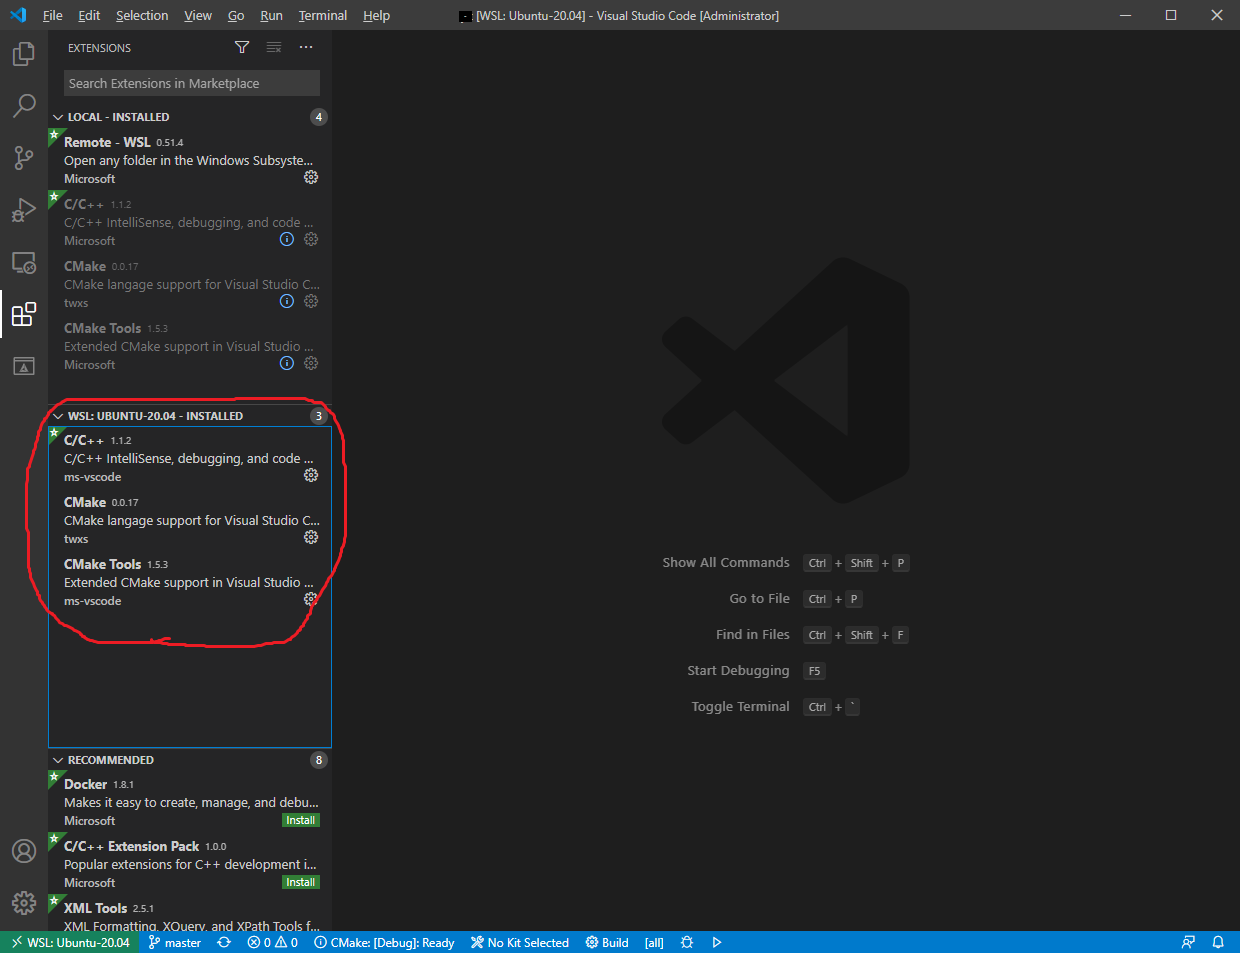 File Edit Selection View Go Run Terminal Help
[WSL: Ubuntu-20.04] - Visual Studio Code [Administrator]
EXTENSIONS
Search Extensions in Marketplace
LOCAL - INSTALLED 4
Remote - WSL 0.51.4
Open any folder in the Windows Subsyste...
Microsoft
C/C++ 1.1.2
C/C++ IntelliSense, debugging, and code ...
Microsoft
CMake 0.0.17
CMake langage support for Visual Studio C...
twxs
CMake Tools 1.5.3
Extended CMake support in Visual Studio ...
Microsoft
WSL: UBUNTU-20.04 - INSTALLED 3
C/C++ 1.1.2
C/C++ IntelliSense, debugging, and code ...
ms-vscode
CMake 0.0.17
CMake langage support for Visual Studio C...
twxs
CMake Tools 1.5.3
Extended CMake support in Visual Studio ...
ms-vscode
RECOMMENDED 8
Docker 1.8.1
Makes it easy to create, manage, and debu...
Microsoft Install
C/C++ Extension Pack 1.0.0
Popular extensions for C++ development i...
Microsoft Install
XML Tools 2.5.1
XML Formatting, XQuery, and XPath Tools f...
Show All Commands Ctrl + Shift + P
Go to File Ctrl + P
Find in Files Ctrl + Shift + F
Start Debugging F5
Toggle Terminal Ctrl + `
WSL: Ubuntu-20.04 master 0 0 CMake: [Debug]: Ready No Kit Selected Build [all]